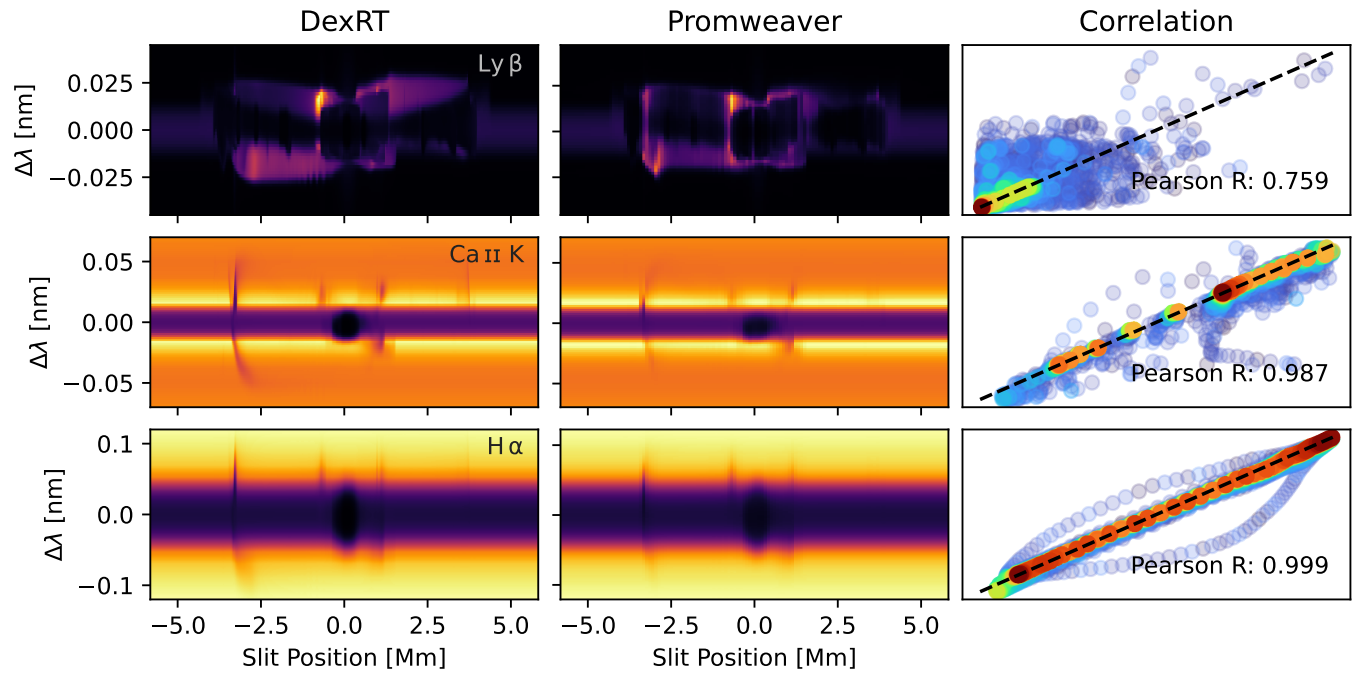 DexRT
Promweaver
Correlation
Δλ [nm]
0.025
0.000
−0.025
Ly β
Pearson R: 0.759
Δλ [nm]
0.05
0.00
−0.05
Ca II K
Pearson R: 0.987
Δλ [nm]
0.1
0.0
−0.1
H α
Pearson R: 0.999
−5.0 −2.5 0.0 2.5 5.0
−5.0 −2.5 0.0 2.5 5.0
Slit Position [Mm]
Slit Position [Mm]